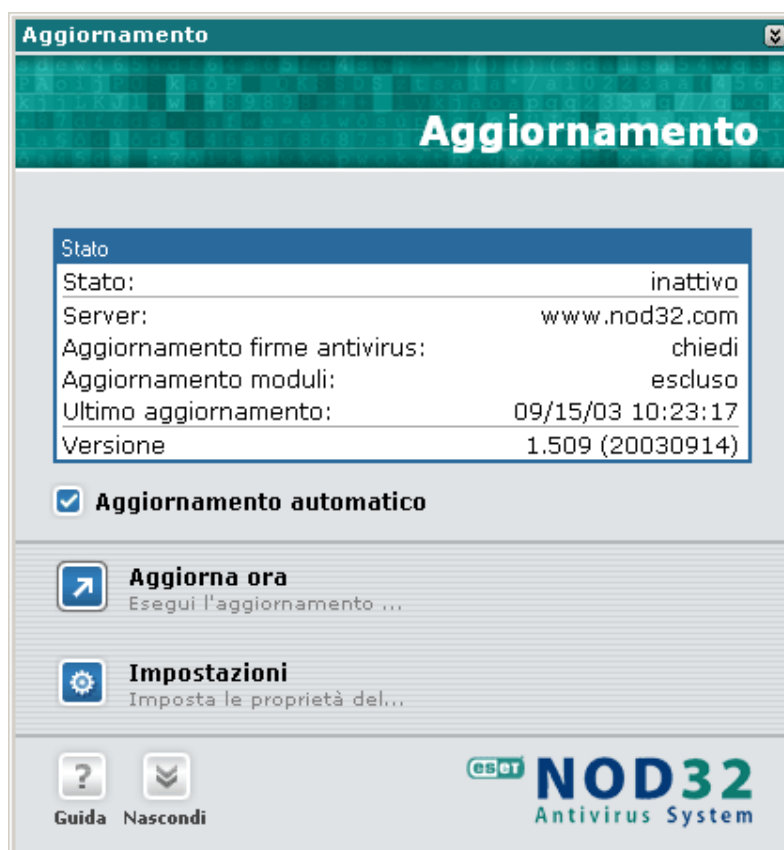 Aggiornamento
Aggiornamento
Stato
Stato: inattivo
Server: www.nod32.com
Aggiornamento firme antivirus: chiedi
Aggiornamento moduli: escluso
Ultimo aggiornamento: 09/15/03 10:23:17
Versione 1.509 (20030914)
Aggiornamento automatico
Aggiorna ora
Esegui l'aggiornamento ...
Impostazioni
Imposta le proprietà del...
?
Guida Nascondi
eset NOD32
Antivirus System